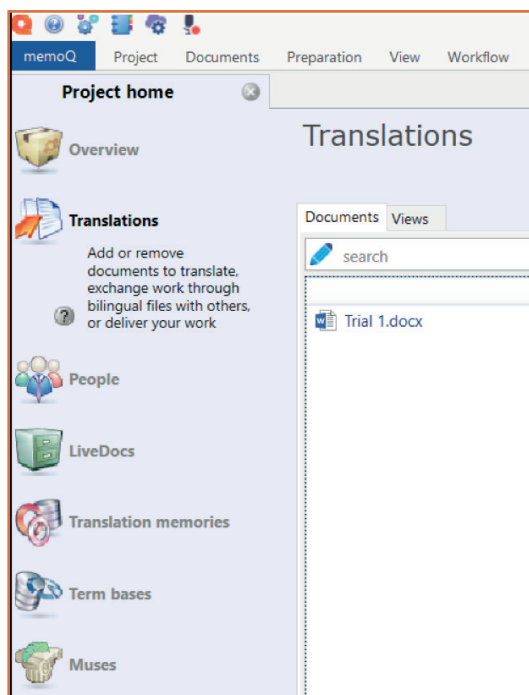 memoQ Project Documents Preparation View Workflow
Project home
Overview
Translations
Add or remove
documents to translate,
exchange work through
bilingual files with others,
or deliver your work
People
LiveDocs
Translation memories
Term bases
Muses
Translations
Documents Views
search
Trial 1.docx